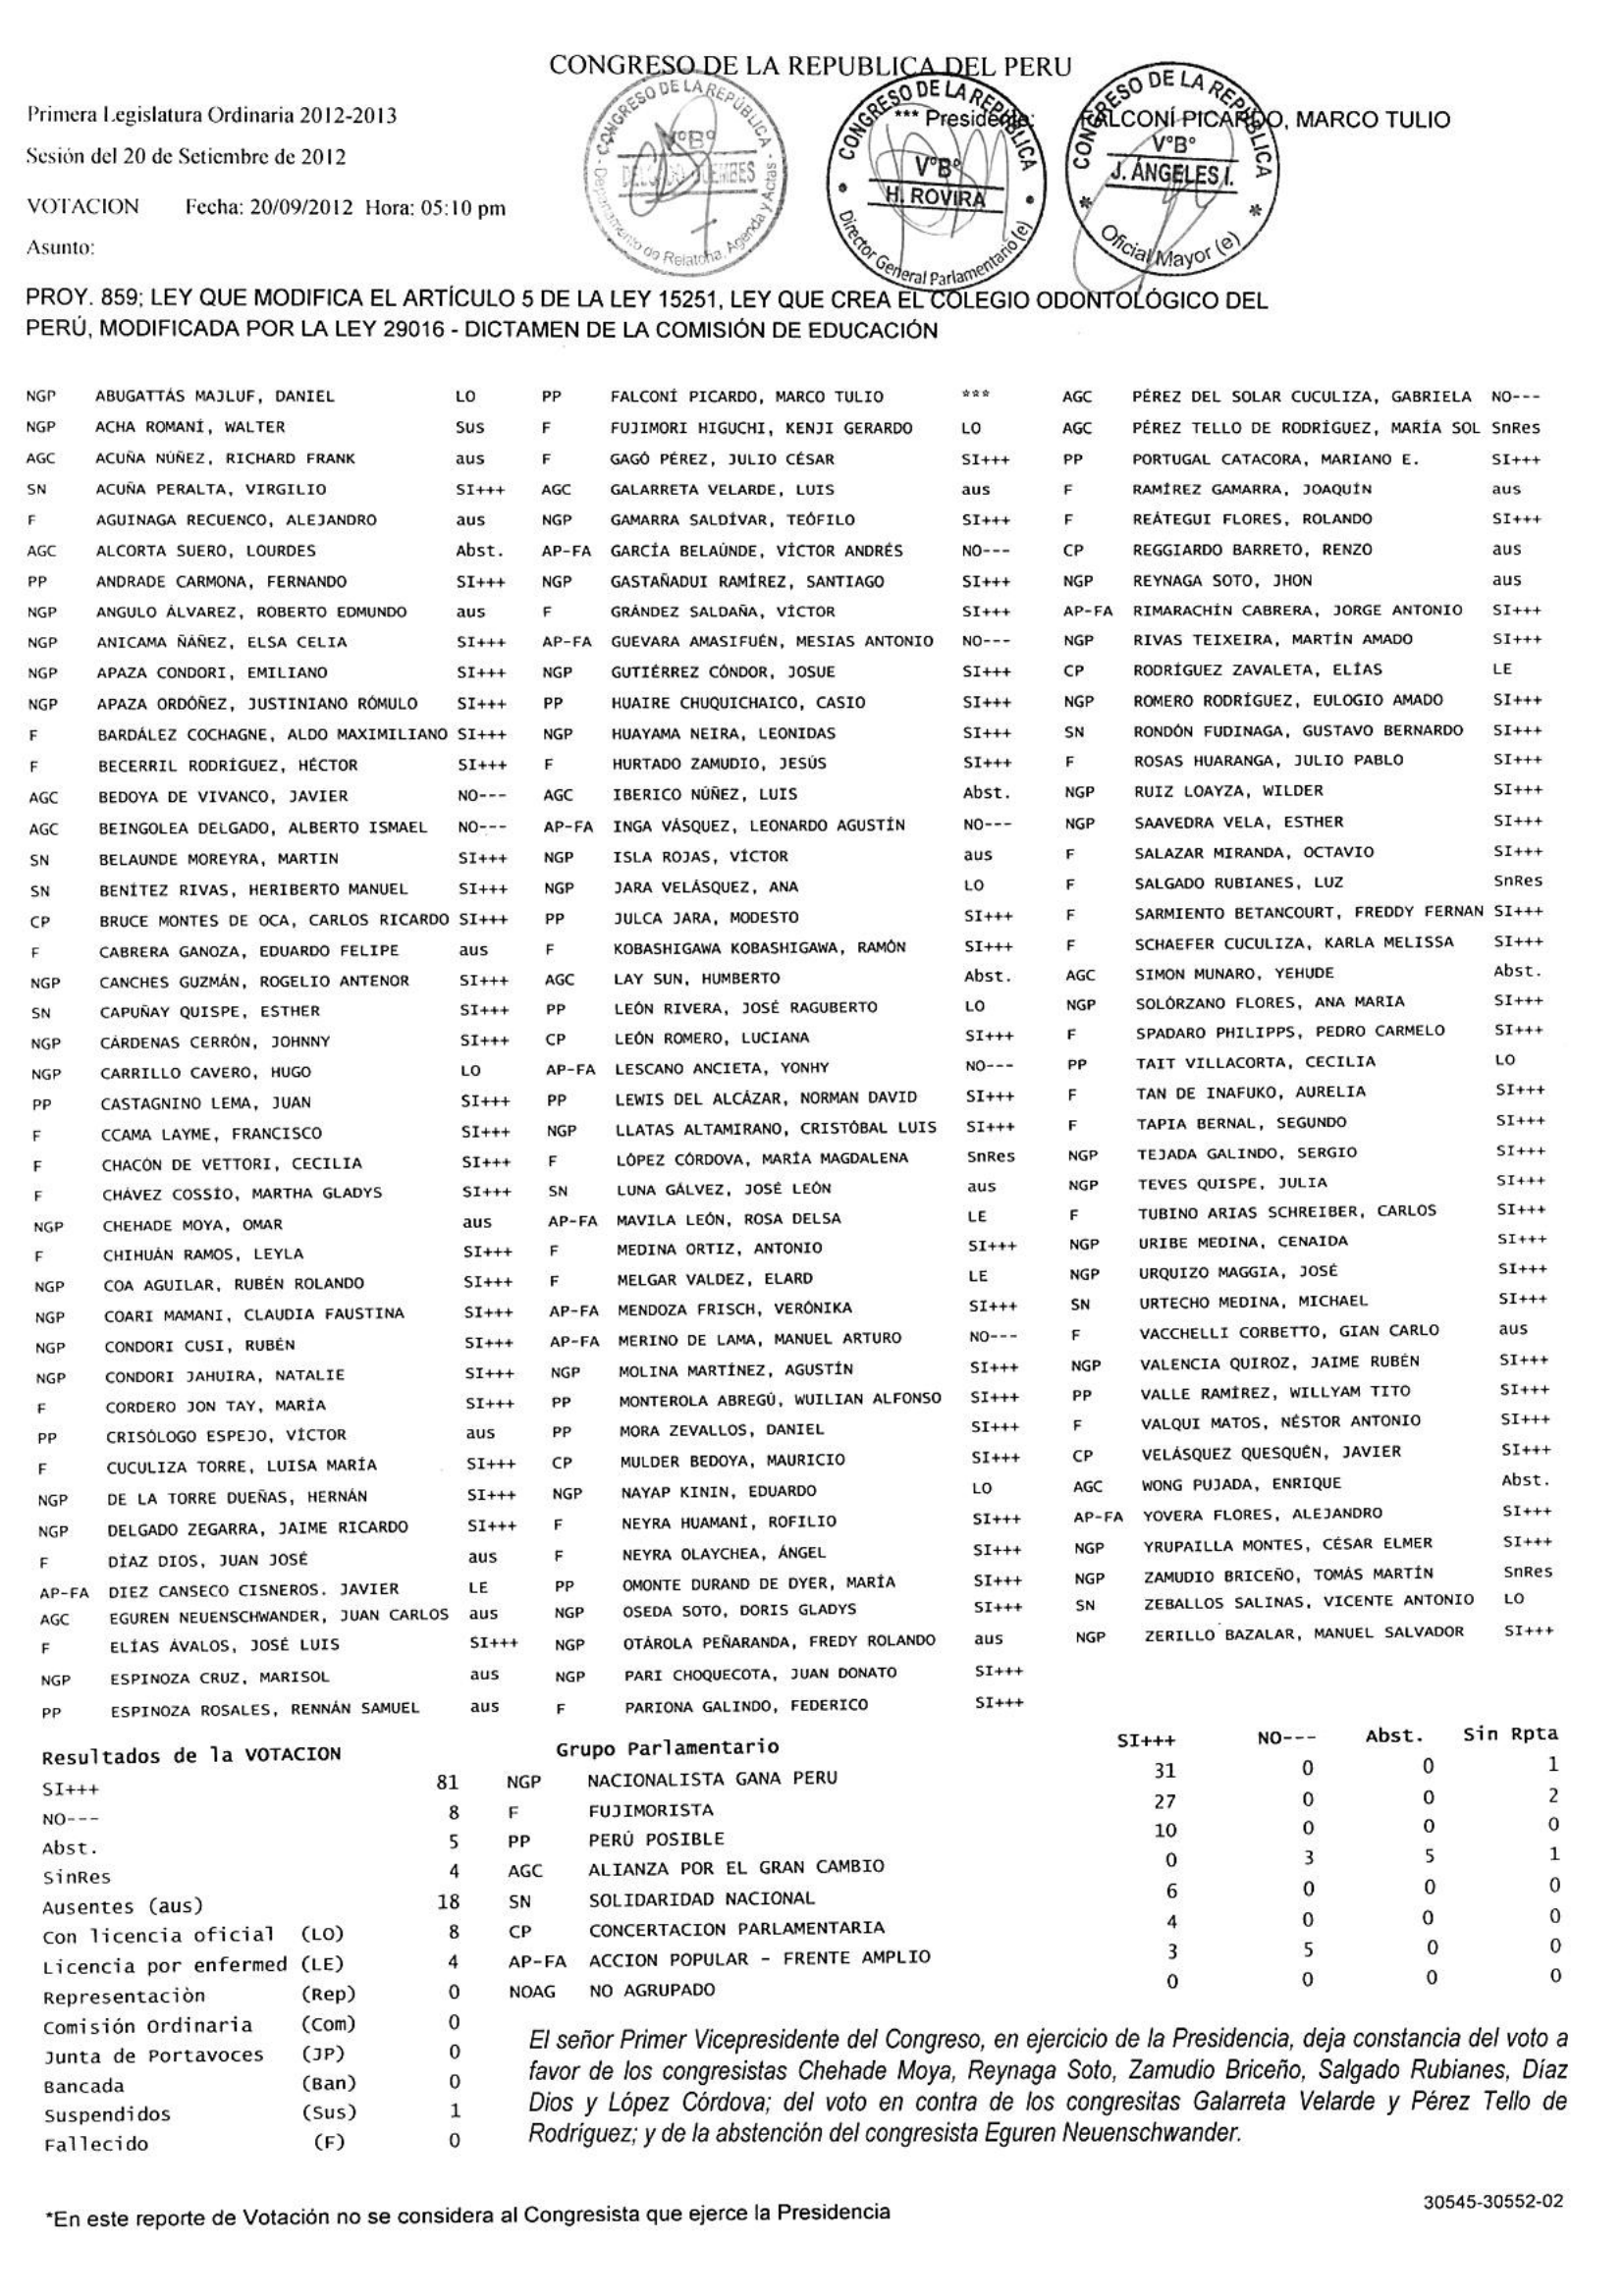 CONGRESO DE LA REPUBLICA DEL PERU
Primera Legislatura Ordinaria 2012-2013
*** Presidente: FALCONÍ PICARDO, MARCO TULIO
Sesión del 20 de Setiembre de 2012
VOTACION Fecha: 20/09/2012 Hora: 05:10 pm
Asunto:
CONGRESO DE LA REPÚBLICA - Departamento de Relatoría, Agenda y Actas
V°B°
CONGRESO DE LA REPÚBLICA
V°B°
H. ROVIRA
Director General Parlamentario (e)
CONGRESO DE LA REPÚBLICA
V°B°
J. ÁNGELES I.
Oficial Mayor (e)
PROY. 859; LEY QUE MODIFICA EL ARTÍCULO 5 DE LA LEY 15251, LEY QUE CREA EL COLEGIO ODONTOLÓGICO DEL
PERÚ, MODIFICADA POR LA LEY 29016 - DICTAMEN DE LA COMISIÓN DE EDUCACIÓN
NGP ABUGATTÁS MAJLUF, DANIEL LO PP FALCONÍ PICARDO, MARCO TULIO *** AGC PÉREZ DEL SOLAR CUCULIZA, GABRIELA NO---
NGP ACHA ROMANÍ, WALTER Sus F FUJIMORI HIGUCHI, KENJI GERARDO LO AGC PÉREZ TELLO DE RODRÍGUEZ, MARÍA SOL SnRes
AGC ACUÑA NÚÑEZ, RICHARD FRANK aus F GAGÓ PÉREZ, JULIO CÉSAR SI+++ PP PORTUGAL CATACORA, MARIANO E. SI+++
SN ACUÑA PERALTA, VIRGILIO SI+++ AGC GALARRETA VELARDE, LUIS aus F RAMÍREZ GAMARRA, JOAQUÍN aus
F AGUINAGA RECUENCO, ALEJANDRO aus NGP GAMARRA SALDÍVAR, TEÓFILO SI+++ F REÁTEGUI FLORES, ROLANDO SI+++
AGC ALCORTA SUERO, LOURDES Abst. AP-FA GARCÍA BELAÚNDE, VÍCTOR ANDRÉS NO--- CP REGGIARDO BARRETO, RENZO aus
PP ANDRADE CARMONA, FERNANDO SI+++ NGP GASTAÑADUI RAMÍREZ, SANTIAGO SI+++ NGP REYNAGA SOTO, JHON aus
NGP ANGULO ÁLVAREZ, ROBERTO EDMUNDO aus F GRÁNDEZ SALDAÑA, VÍCTOR SI+++ AP-FA RIMARACHÍN CABRERA, JORGE ANTONIO SI+++
NGP ANICAMA ÑÁÑEZ, ELSA CELIA SI+++ AP-FA GUEVARA AMASIFUÉN, MESIAS ANTONIO NO--- NGP RIVAS TEIXEIRA, MARTÍN AMADO SI+++
NGP APAZA CONDORI, EMILIANO SI+++ NGP GUTIÉRREZ CÓNDOR, JOSUE SI+++ CP RODRÍGUEZ ZAVALETA, ELÍAS LE
NGP APAZA ORDÓÑEZ, JUSTINIANO RÓMULO SI+++ PP HUAIRE CHUQUICHAICO, CASIO SI+++ NGP ROMERO RODRÍGUEZ, EULOGIO AMADO SI+++
F BARDÁLEZ COCHAGNE, ALDO MAXIMILIANO SI+++ NGP HUAYAMA NEIRA, LEONIDAS SI+++ SN RONDÓN FUDINAGA, GUSTAVO BERNARDO SI+++
F BECERRIL RODRÍGUEZ, HÉCTOR SI+++ F HURTADO ZAMUDIO, JESÚS SI+++ F ROSAS HUARANGA, JULIO PABLO SI+++
AGC BEDOYA DE VIVANCO, JAVIER NO--- AGC IBERICO NÚÑEZ, LUIS Abst. NGP RUIZ LOAYZA, WILDER SI+++
AGC BEINGOLEA DELGADO, ALBERTO ISMAEL NO--- AP-FA INGA VÁSQUEZ, LEONARDO AGUSTÍN NO--- NGP SAAVEDRA VELA, ESTHER SI+++
SN BELAUNDE MOREYRA, MARTIN SI+++ NGP ISLA ROJAS, VÍCTOR aus F SALAZAR MIRANDA, OCTAVIO SI+++
SN BENÍTEZ RIVAS, HERIBERTO MANUEL SI+++ NGP JARA VELÁSQUEZ, ANA LO F SALGADO RUBIANES, LUZ SnRes
CP BRUCE MONTES DE OCA, CARLOS RICARDO SI+++ PP JULCA JARA, MODESTO SI+++ F SARMIENTO BETANCOURT, FREDDY FERNAN SI+++
F CABRERA GANOZA, EDUARDO FELIPE aus F KOBASHIGAWA KOBASHIGAWA, RAMÓN SI+++ F SCHAEFER CUCULIZA, KARLA MELISSA SI+++
NGP CANCHES GUZMÁN, ROGELIO ANTENOR SI+++ AGC LAY SUN, HUMBERTO Abst. AGC SIMON MUNARO, YEHUDE Abst.
SN CAPUÑAY QUISPE, ESTHER SI+++ PP LEÓN RIVERA, JOSÉ RAGUBERTO LO NGP SOLÓRZANO FLORES, ANA MARIA SI+++
NGP CÁRDENAS CERRÓN, JOHNNY SI+++ CP LEÓN ROMERO, LUCIANA SI+++ F SPADARO PHILIPPS, PEDRO CARMELO SI+++
NGP CARRILLO CAVERO, HUGO LO AP-FA LESCANO ANCIETA, YONHY NO--- PP TAIT VILLACORTA, CECILIA LO
PP CASTAGNINO LEMA, JUAN SI+++ PP LEWIS DEL ALCÁZAR, NORMAN DAVID SI+++ F TAN DE INAFUKO, AURELIA SI+++
F CCAMA LAYME, FRANCISCO SI+++ NGP LLATAS ALTAMIRANO, CRISTÓBAL LUIS SI+++ F TAPIA BERNAL, SEGUNDO SI+++
F CHACÓN DE VETTORI, CECILIA SI+++ F LÓPEZ CÓRDOVA, MARÍA MAGDALENA SnRes NGP TEJADA GALINDO, SERGIO SI+++
F CHÁVEZ COSSÍO, MARTHA GLADYS SI+++ SN LUNA GÁLVEZ, JOSÉ LEÓN aus NGP TEVES QUISPE, JULIA SI+++
NGP CHEHADE MOYA, OMAR aus AP-FA MAVILA LEÓN, ROSA DELSA LE F TUBINO ARIAS SCHREIBER, CARLOS SI+++
F CHIHUÁN RAMOS, LEYLA SI+++ F MEDINA ORTIZ, ANTONIO SI+++ NGP URIBE MEDINA, CENAIDA SI+++
NGP COA AGUILAR, RUBÉN ROLANDO SI+++ F MELGAR VALDEZ, ELARD LE NGP URQUIZO MAGGIA, JOSÉ SI+++
NGP COARI MAMANI, CLAUDIA FAUSTINA SI+++ AP-FA MENDOZA FRISCH, VERÓNIKA SI+++ SN URTECHO MEDINA, MICHAEL SI+++
NGP CONDORI CUSI, RUBÉN SI+++ AP-FA MERINO DE LAMA, MANUEL ARTURO NO--- F VACCHELLI CORBETTO, GIAN CARLO aus
NGP CONDORI JAHUIRA, NATALIE SI+++ NGP MOLINA MARTÍNEZ, AGUSTÍN SI+++ NGP VALENCIA QUIROZ, JAIME RUBÉN SI+++
F CORDERO JON TAY, MARÍA SI+++ PP MONTEROLA ABREGÚ, WUILIAN ALFONSO SI+++ PP VALLE RAMÍREZ, WILLYAM TITO SI+++
PP CRISÓLOGO ESPEJO, VÍCTOR aus PP MORA ZEVALLOS, DANIEL SI+++ F VALQUI MATOS, NÉSTOR ANTONIO SI+++
F CUCULIZA TORRE, LUISA MARÍA SI+++ CP MULDER BEDOYA, MAURICIO SI+++ CP VELÁSQUEZ QUESQUÉN, JAVIER SI+++
NGP DE LA TORRE DUEÑAS, HERNÁN SI+++ NGP NAYAP KININ, EDUARDO LO AGC WONG PUJADA, ENRIQUE Abst.
NGP DELGADO ZEGARRA, JAIME RICARDO SI+++ F NEYRA HUAMANÍ, ROFILIO SI+++ AP-FA YOVERA FLORES, ALEJANDRO SI+++
F DÍAZ DIOS, JUAN JOSÉ aus F NEYRA OLAYCHEA, ÁNGEL SI+++ NGP YRUPAILLA MONTES, CÉSAR ELMER SI+++
AP-FA DIEZ CANSECO CISNEROS. JAVIER LE PP OMONTE DURAND DE DYER, MARÍA SI+++ NGP ZAMUDIO BRICEÑO, TOMÁS MARTÍN SnRes
AGC EGUREN NEUENSCHWANDER, JUAN CARLOS aus NGP OSEDA SOTO, DORIS GLADYS SI+++ SN ZEBALLOS SALINAS, VICENTE ANTONIO LO
F ELÍAS ÁVALOS, JOSÉ LUIS SI+++ NGP OTÁROLA PEÑARANDA, FREDY ROLANDO aus NGP ZERILLO BAZALAR, MANUEL SALVADOR SI+++
NGP ESPINOZA CRUZ, MARISOL aus NGP PARI CHOQUECOTA, JUAN DONATO SI+++
PP ESPINOZA ROSALES, RENNÁN SAMUEL aus F PARIONA GALINDO, FEDERICO SI+++
Resultados de la VOTACION Grupo Parlamentario SI+++ NO--- Abst. Sin Rpta
SI+++ 81 NGP NACIONALISTA GANA PERU 31 0 0 1
NO--- 8 F FUJIMORISTA 27 0 0 2
Abst. 5 PP PERÚ POSIBLE 10 0 0 0
SinRes 4 AGC ALIANZA POR EL GRAN CAMBIO 0 3 5 1
Ausentes (aus) 18 SN SOLIDARIDAD NACIONAL 6 0 0 0
Con licencia oficial (LO) 8 CP CONCERTACION PARLAMENTARIA 4 0 0 0
Licencia por enfermed (LE) 4 AP-FA ACCION POPULAR - FRENTE AMPLIO 3 5 0 0
Representaciòn (Rep) 0 NOAG NO AGRUPADO 0 0 0 0
Comisión Ordinaria (Com) 0
Junta de Portavoces (JP) 0
Bancada (Ban) 0
Suspendidos (Sus) 1
Fallecido (F) 0
El señor Primer Vicepresidente del Congreso, en ejercicio de la Presidencia, deja constancia del voto a
favor de los congresistas Chehade Moya, Reynaga Soto, Zamudio Briceño, Salgado Rubianes, Díaz
Dios y López Córdova; del voto en contra de los congresitas Galarreta Velarde y Pérez Tello de
Rodríguez; y de la abstención del congresista Eguren Neuenschwander.
*En este reporte de Votación no se considera al Congresista que ejerce la Presidencia
30545-30552-02